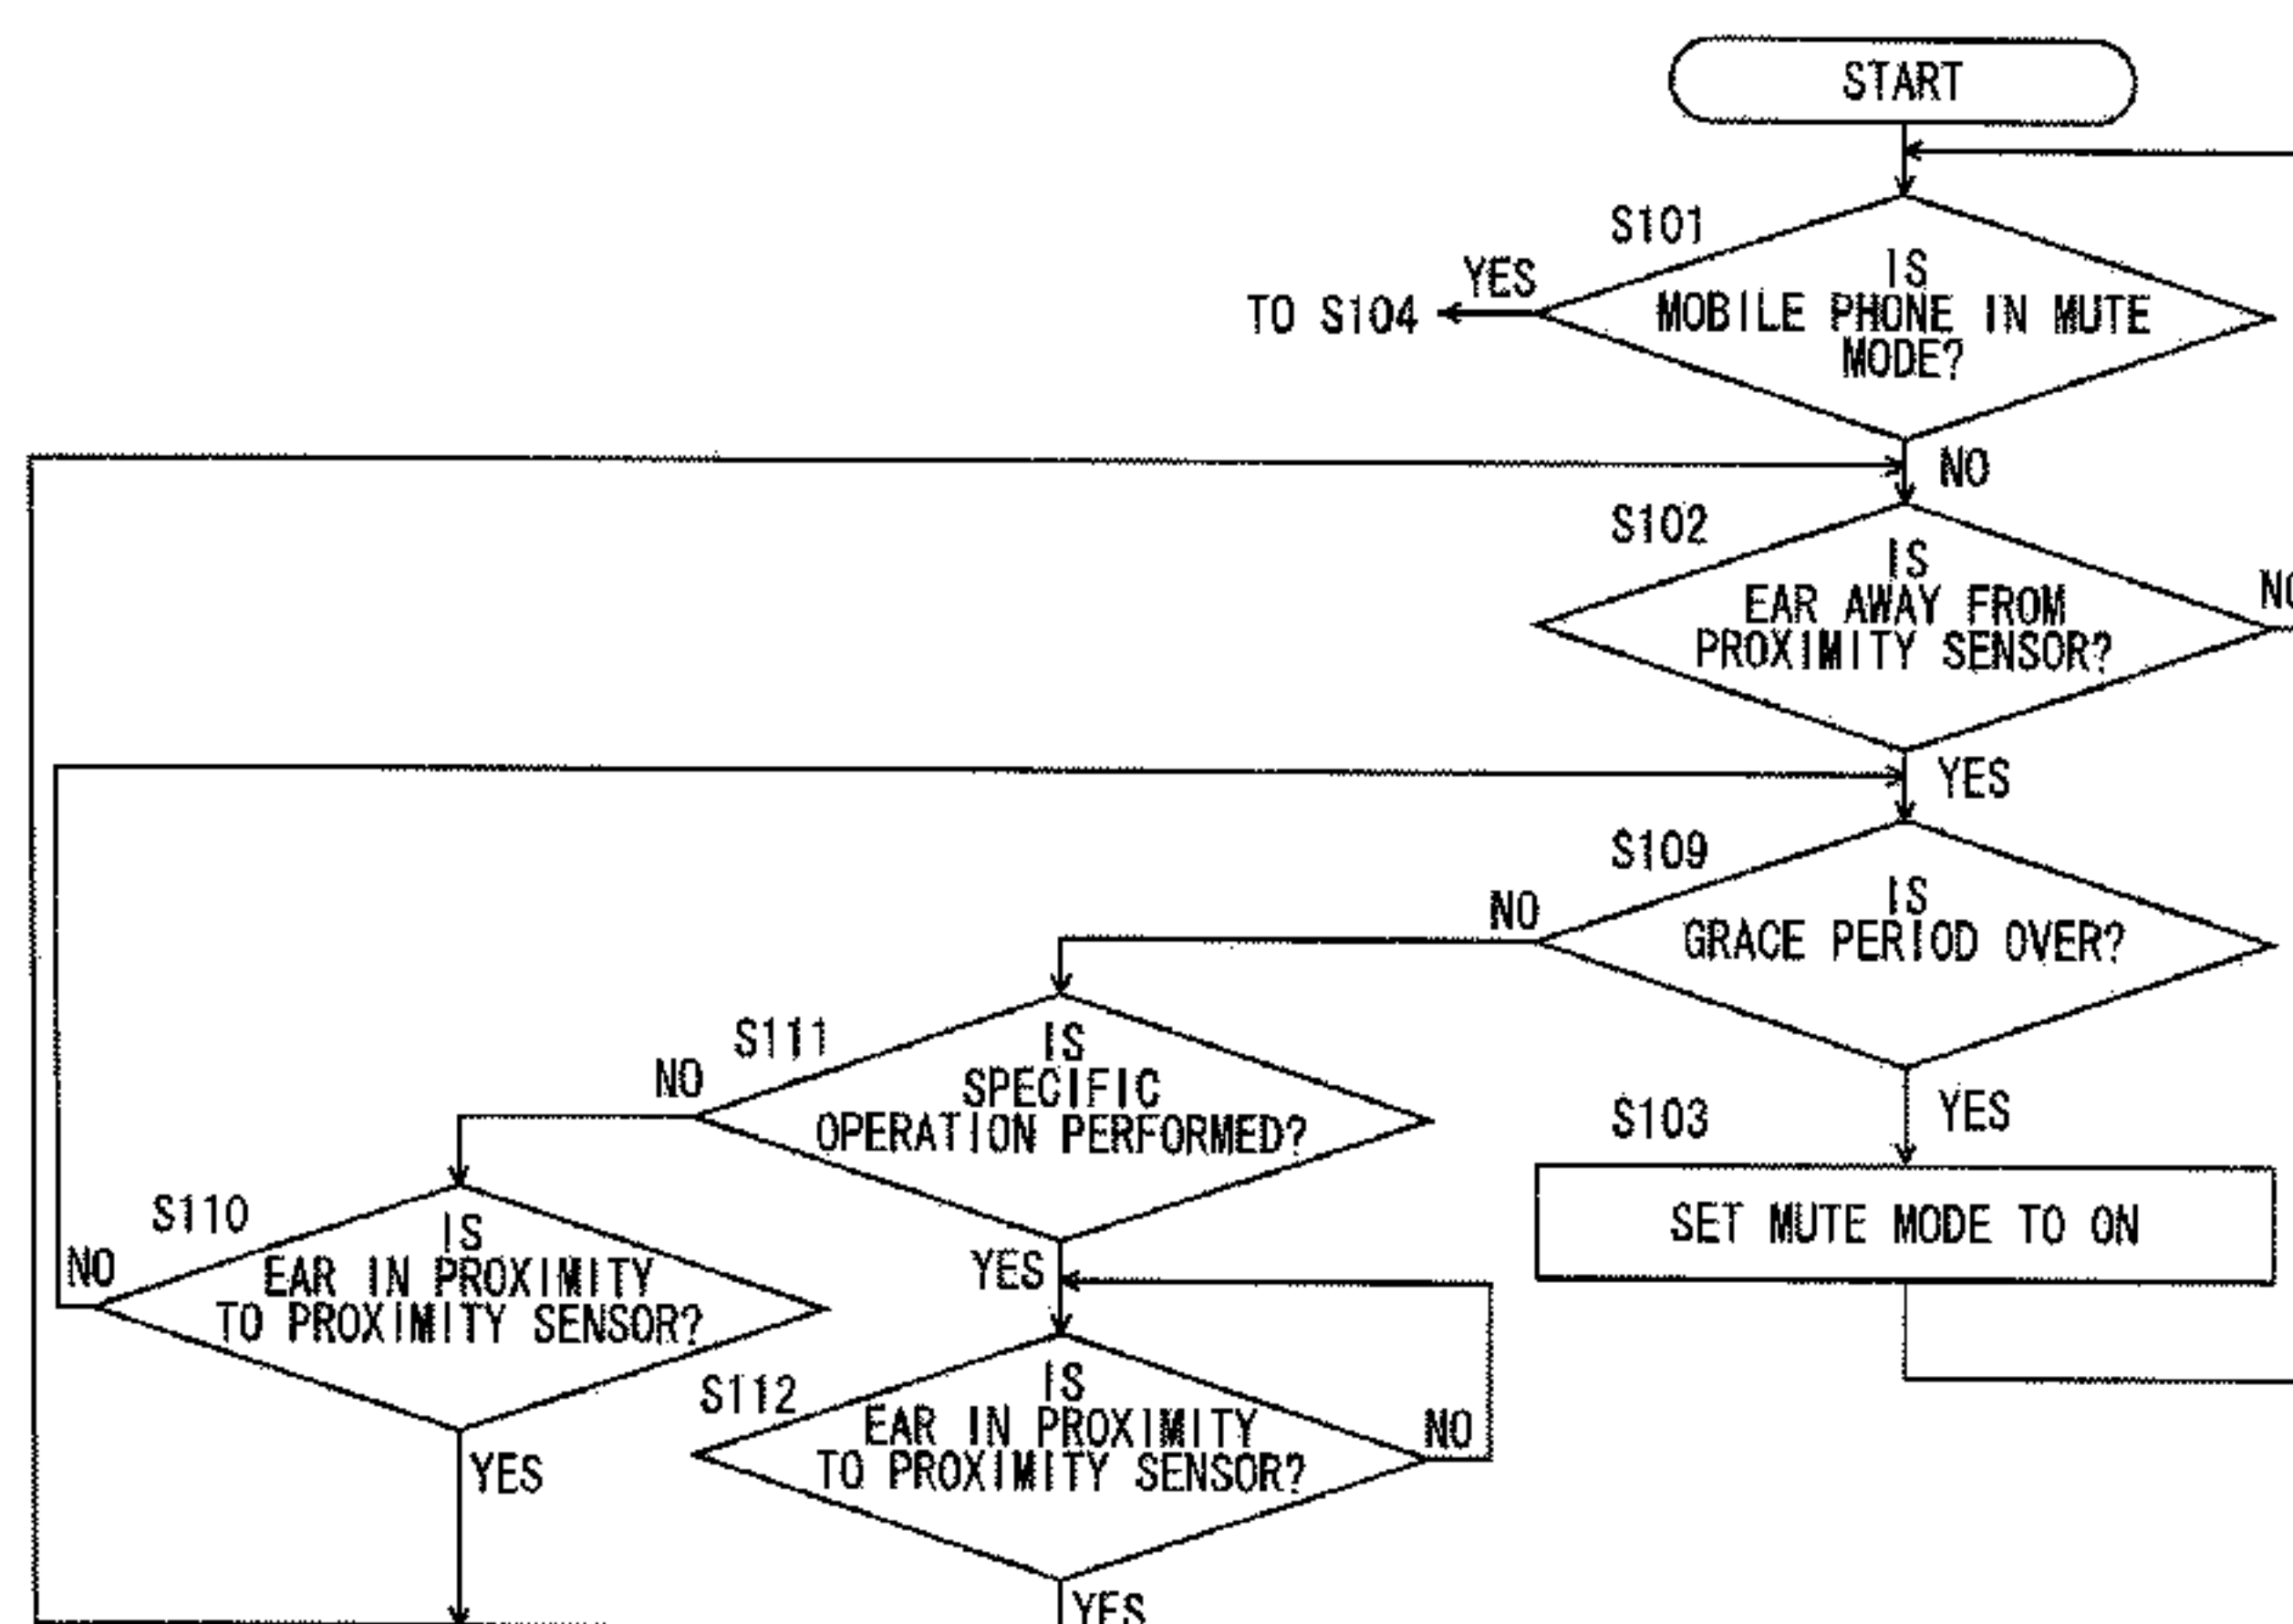 START
S101
IS
MOBILE PHONE IN MUTE
MODE?
YES
TO S104
NO
S102
IS
EAR AWAY FROM
PROXIMITY SENSOR?
NO
YES
S109
IS
GRACE PERIOD OVER?
NO
S111
IS
SPECIFIC
OPERATION PERFORMED?
NO
YES
S103
SET MUTE MODE TO ON
S110
IS
EAR IN PROXIMITY
TO PROXIMITY SENSOR?
NO
YES
YES
S112
IS
EAR IN PROXIMITY
TO PROXIMITY SENSOR?
NO
YES